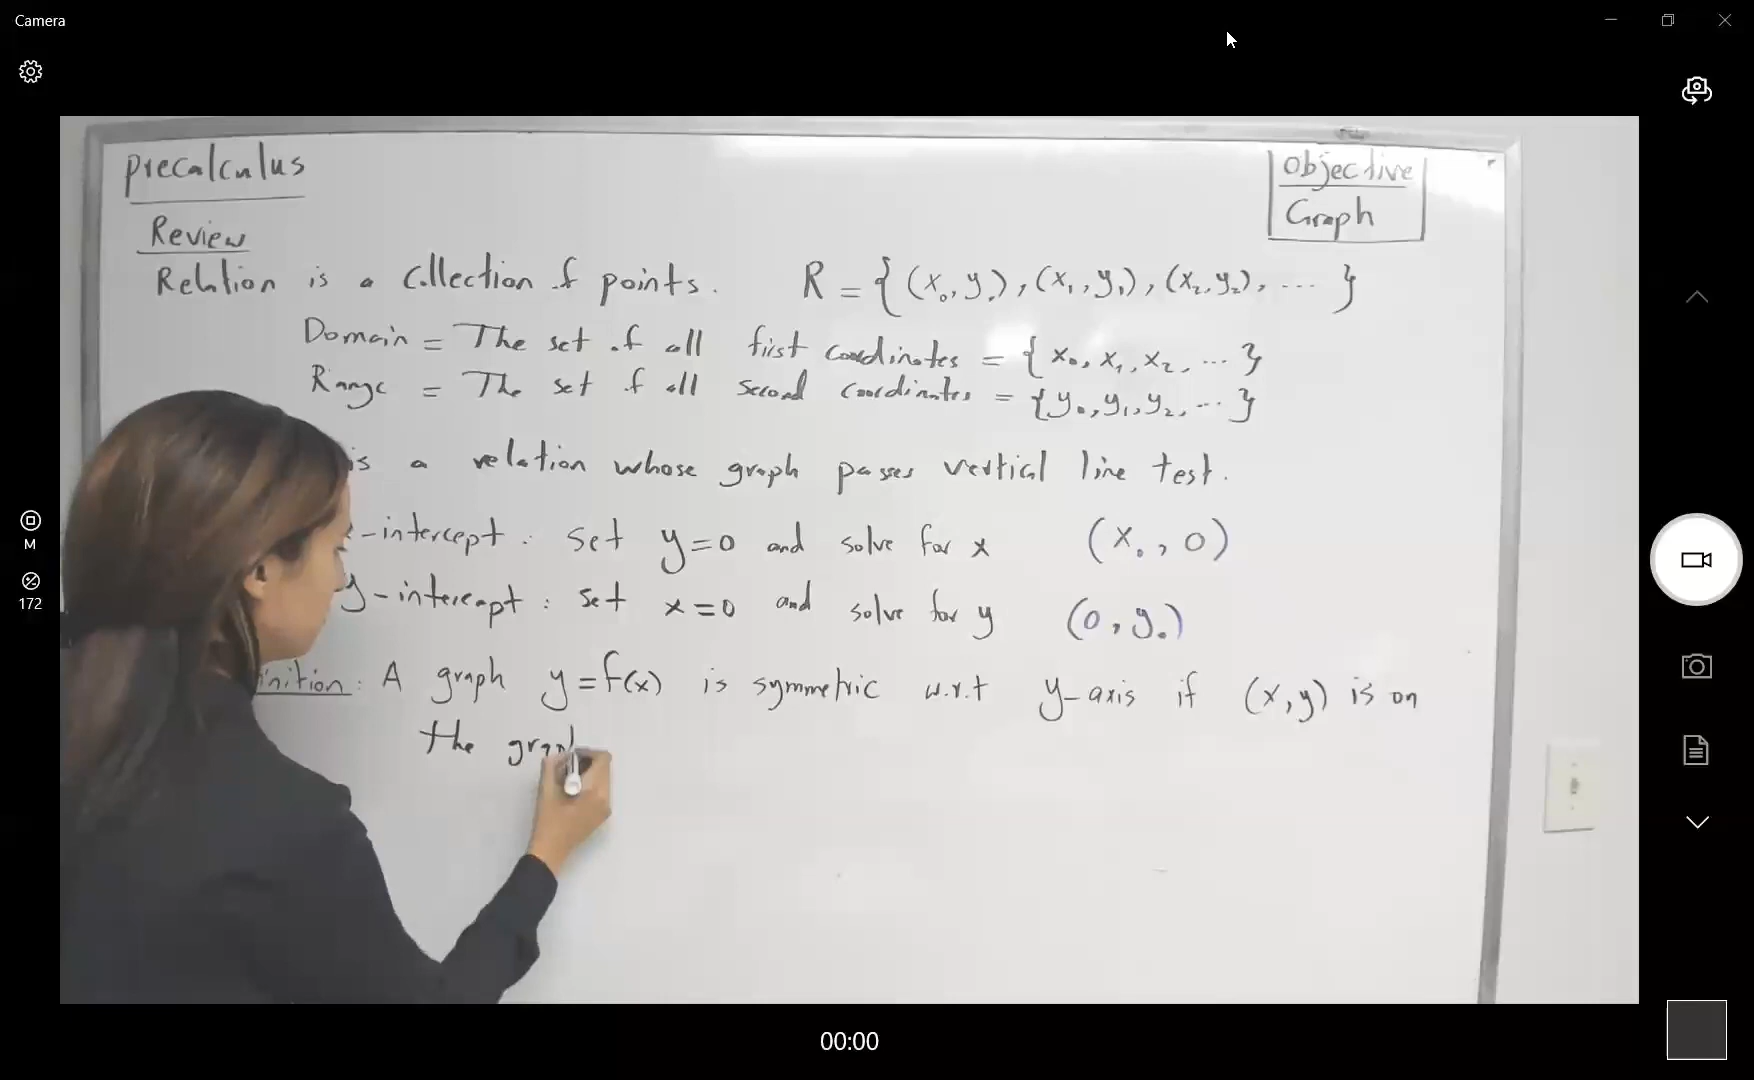 Camera
precalculus
Objective
Graph
Review
Relation is a collection of points. R = {(x₀, y₀), (x₁, y₁), (x₂, y₂), ... }
Domain = The set of all first coordinates = {x₀, x₁, x₂, ... }
Range = The set of all second coordinates = {y₀, y₁, y₂, ... }
is a relation whose graph passes vertical line test.
-intercept : set y=0 and solve for x (x₀, 0)
y-intercept : set x=0 and solve for y (0, y₀)
inition : A graph y=f(x) is symmetric w.r.t y-axis if (x,y) is on
the graph
M
172
00:00